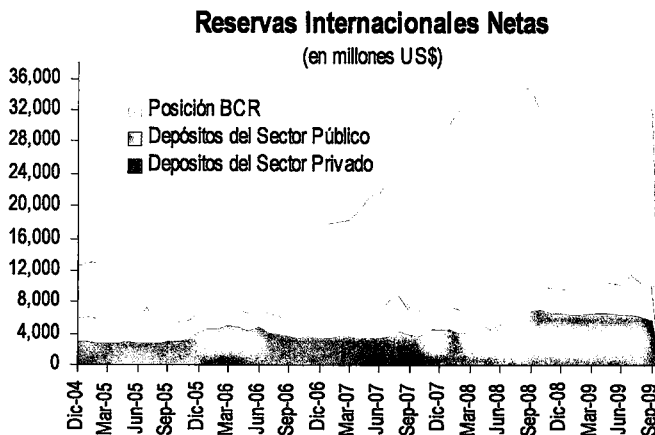 Reservas Internacionales Netas
(en millones US$)
36,000
32,000
28,000
24,000
20,000
16,000
12,000
8,000
4,000
0
Posición BCR
Depósitos del Sector Público
Depositos del Sector Privado
Dic-04
Mar-05
Jun-05
Sep-05
Dic-05
Mar-06
Jun-06
Sep-06
Dic-06
Mar-07
Jun-07
Sep-07
Dic-07
Mar-08
Jun-08
Sep-08
Dic-08
Mar-09
Jun-09
Sep-09